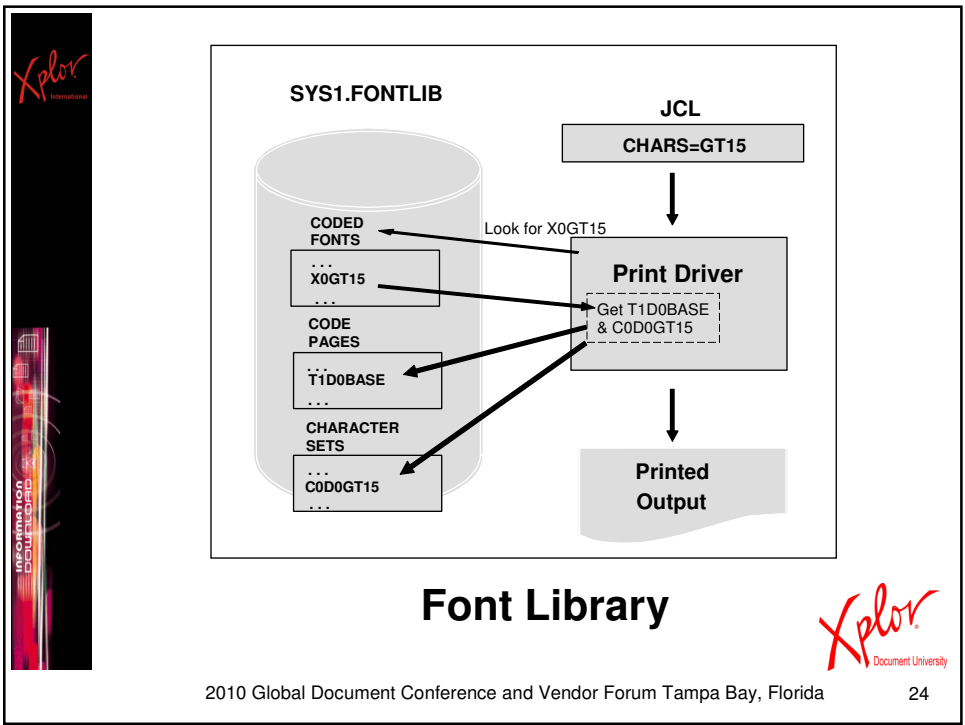 Xplor
International
SYS1.FONTLIB
JCL
CHARS=GT15
CODED
FONTS
Look for X0GT15
. . .
X0GT15
. . .
Print Driver
Get T1D0BASE
& C0D0GT15
CODE
PAGES
. . .
T1D0BASE
. . .
CHARACTER
SETS
. . .
C0D0GT15
. . .
Printed
Output
INFORMATION
DOWNLOAD
Font Library
Xplor
Document University
2010 Global Document Conference and Vendor Forum Tampa Bay, Florida
24